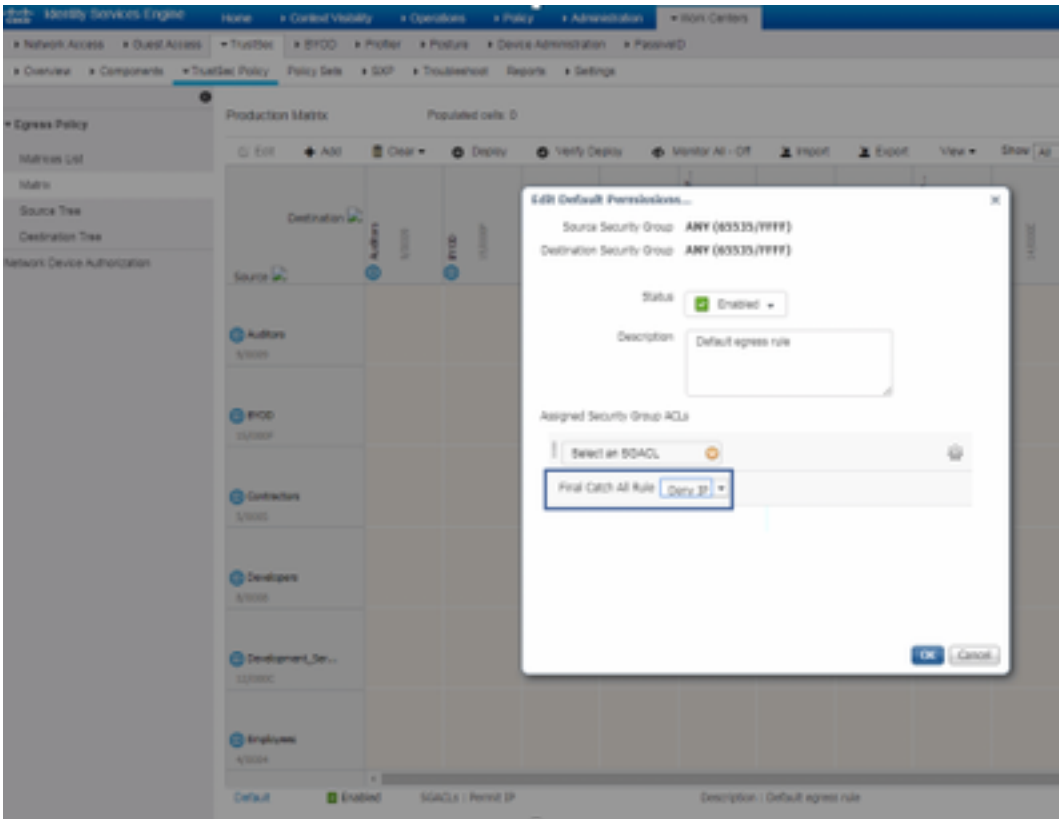 Identity Services Engine Home Context Visibility Operations Policy Administration Work Centers
Network Access Guest Access TrustSec BYOD Profiler Posture Device Administration PassiveID
Overview Components TrustSec Policy Policy Sets SXP Troubleshoot Reports Settings
Egress Policy
Matrices List
Matrix
Source Tree
Destination Tree
Network Device Authorization
Production Matrix Populated cells: 0
Edit Add Clear Deploy Verify Deploy Monitor All - Off Import Export View Show All
Destination
Source
Auditors
BYOD
Auditors
BYOD
Contractors
Developers
Development_Ser...
Employees
Edit Default Permissions...
Source Security Group ANY (65535/FFFF)
Destination Security Group ANY (65535/FFFF)
Status Enabled
Description Default egress rule
Assigned Security Group ACLs
Select an SGACL
Final Catch All Rule Deny IP
OK Cancel
Default Enabled SGACLs : Permit IP Description : Default egress rule